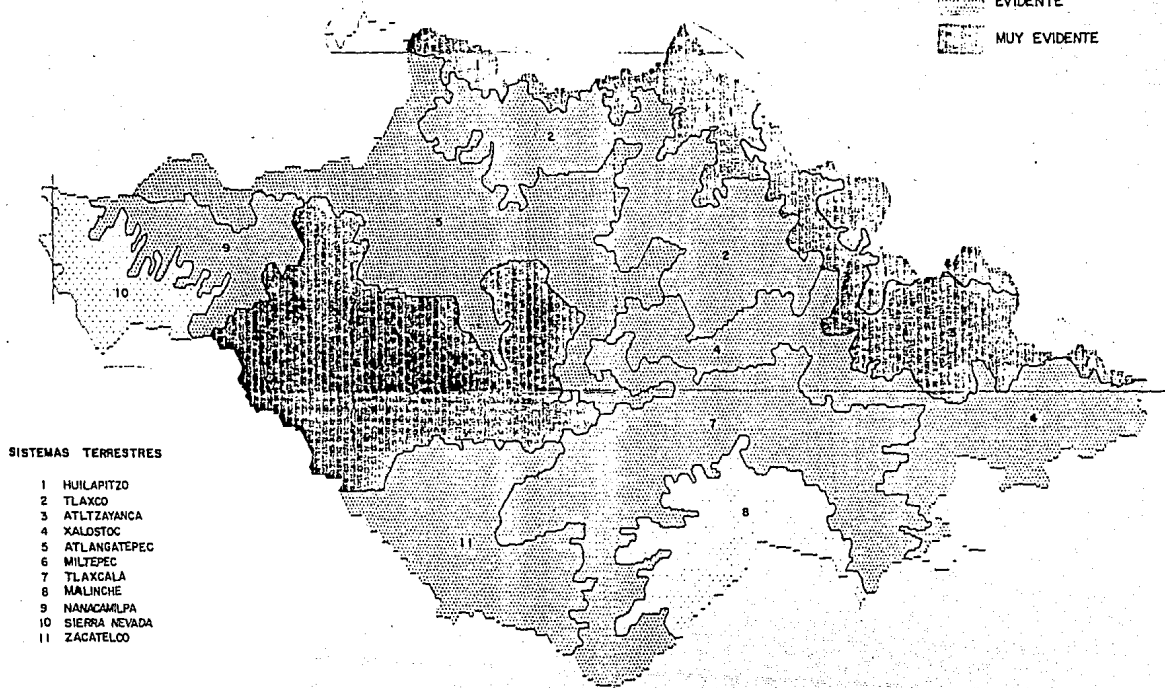 EVIDENTE
MUY EVIDENTE
1
2
5
2
9
10
4
4
7
8
11
SISTEMAS TERRESTRES
1 HUILAPITZO
2 TLAXCO
3 ATLTZAYANCA
4 XALOSTOC
5 ATLANGATEPEC
6 MILTEPEC
7 TLAXCALA
8 MALINCHE
9 NANACAMILPA
10 SIERRA NEVADA
11 ZACATELCO